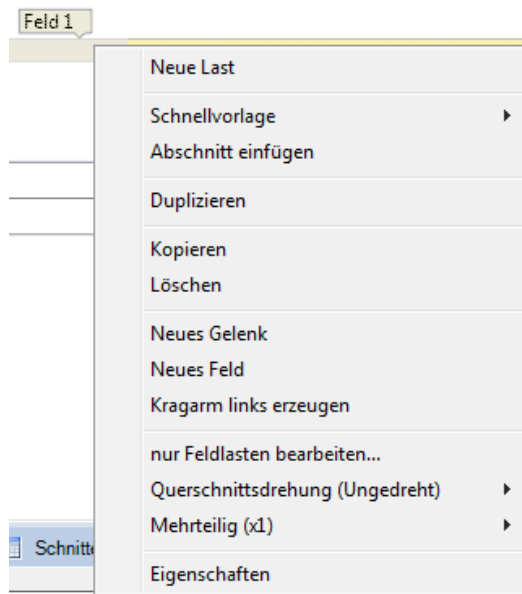 Feld 1
Neue Last
Schnellvorlage
Abschnitt einfügen
Duplizieren
Kopieren
Löschen
Neues Gelenk
Neues Feld
Kragarm links erzeugen
nur Feldlasten bearbeiten...
Querschnittsdrehung (Ungedreht)
Mehrteilig (x1)
Schnitte
Eigenschaften